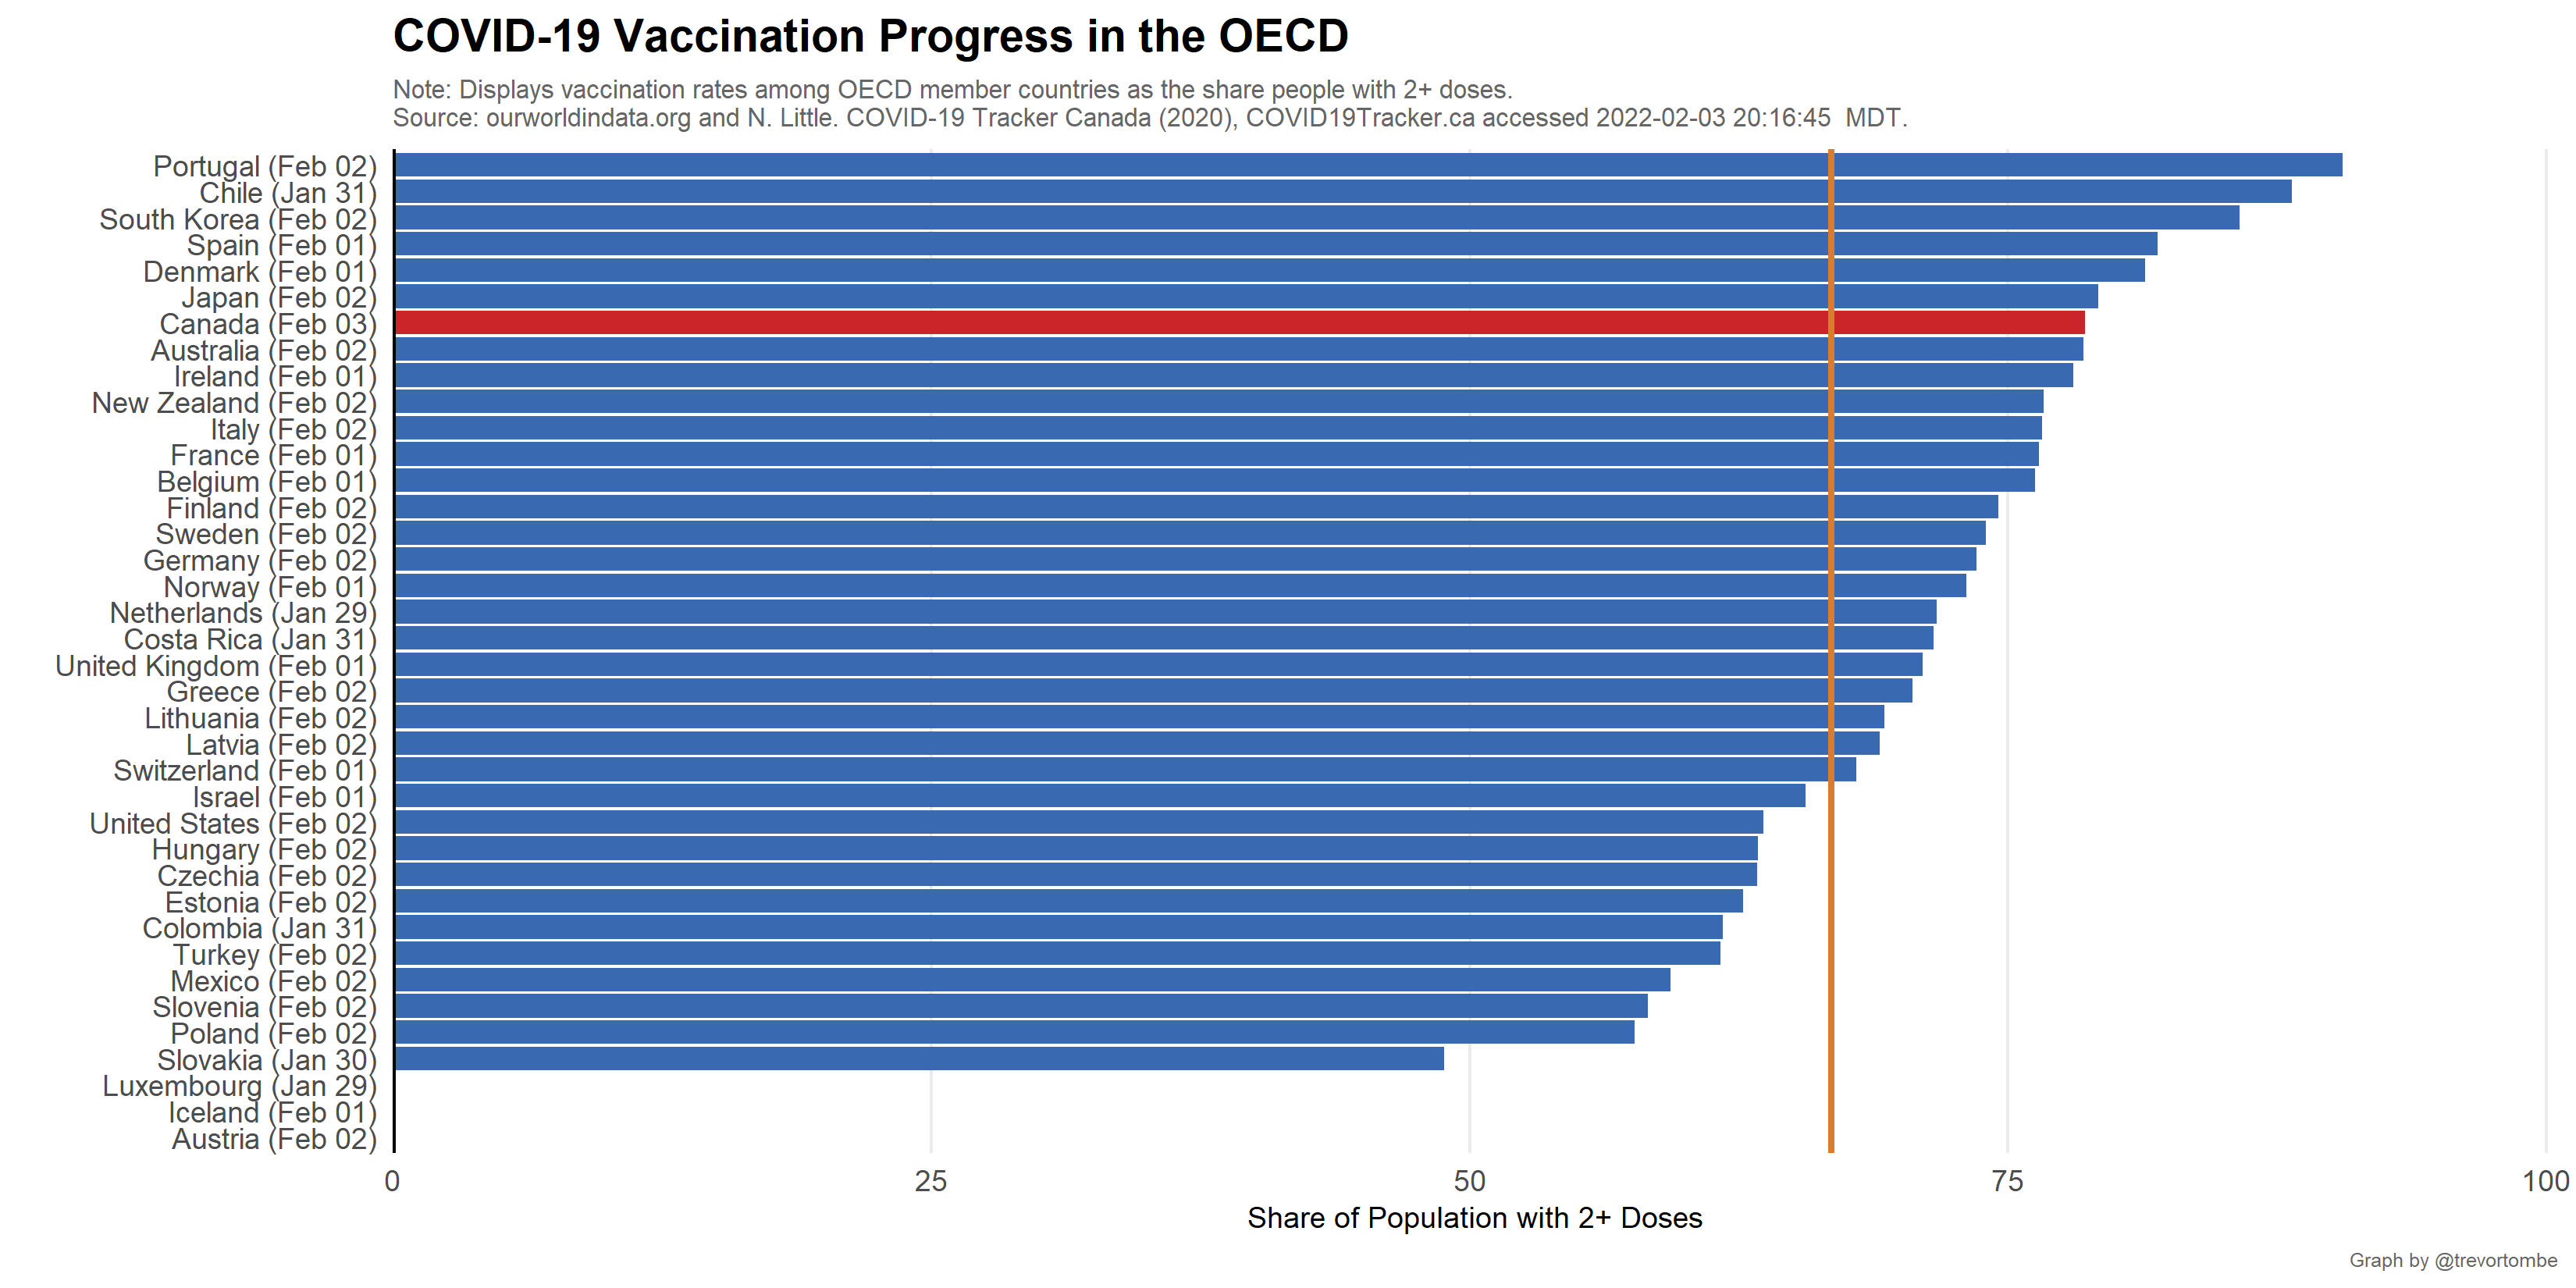 COVID-19 Vaccination Progress in the OECD
Note: Displays vaccination rates among OECD member countries as the share people with 2+ doses.
Source: ourworldindata.org and N. Little. COVID-19 Tracker Canada (2020), COVID19Tracker.ca accessed 2022-02-03 20:16:45  MDT.
Portugal (Feb 02)
Chile (Jan 31)
South Korea (Feb 02)
Spain (Feb 01)
Denmark (Feb 01)
Japan (Feb 02)
Canada (Feb 03)
Australia (Feb 02)
Ireland (Feb 01)
New Zealand (Feb 02)
Italy (Feb 02)
France (Feb 01)
Belgium (Feb 01)
Finland (Feb 02)
Sweden (Feb 02)
Germany (Feb 02)
Norway (Feb 01)
Netherlands (Jan 29)
Costa Rica (Jan 31)
United Kingdom (Feb 01)
Greece (Feb 02)
Lithuania (Feb 02)
Latvia (Feb 02)
Switzerland (Feb 01)
Israel (Feb 01)
United States (Feb 02)
Hungary (Feb 02)
Czechia (Feb 02)
Estonia (Feb 02)
Colombia (Jan 31)
Turkey (Feb 02)
Mexico (Feb 02)
Slovenia (Feb 02)
Poland (Feb 02)
Slovakia (Jan 30)
Luxembourg (Jan 29)
Iceland (Feb 01)
Austria (Feb 02)
0 25 50 75 100
Share of Population with 2+ Doses
Graph by @trevortombe